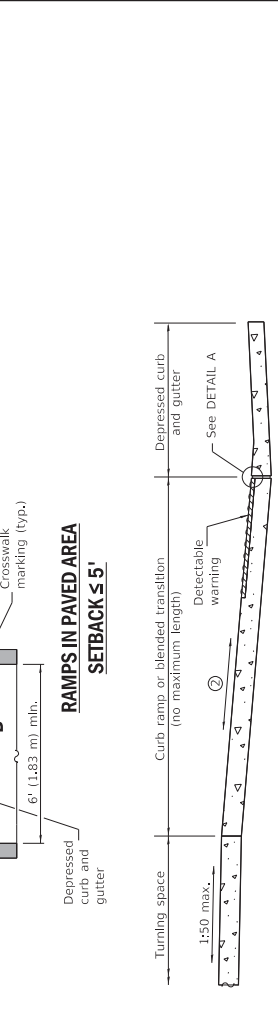 Crosswalk
marking (typ.)
6' (1.83 m) min.
Depressed
curb and
gutter
RAMPS IN PAVED AREA
SETBACK ≤ 5'
Turning space
Curb ramp or blended transition
(no maximum length)
Depressed curb
and gutter
1:50 max.
2
Detectable
warning
See DETAIL A